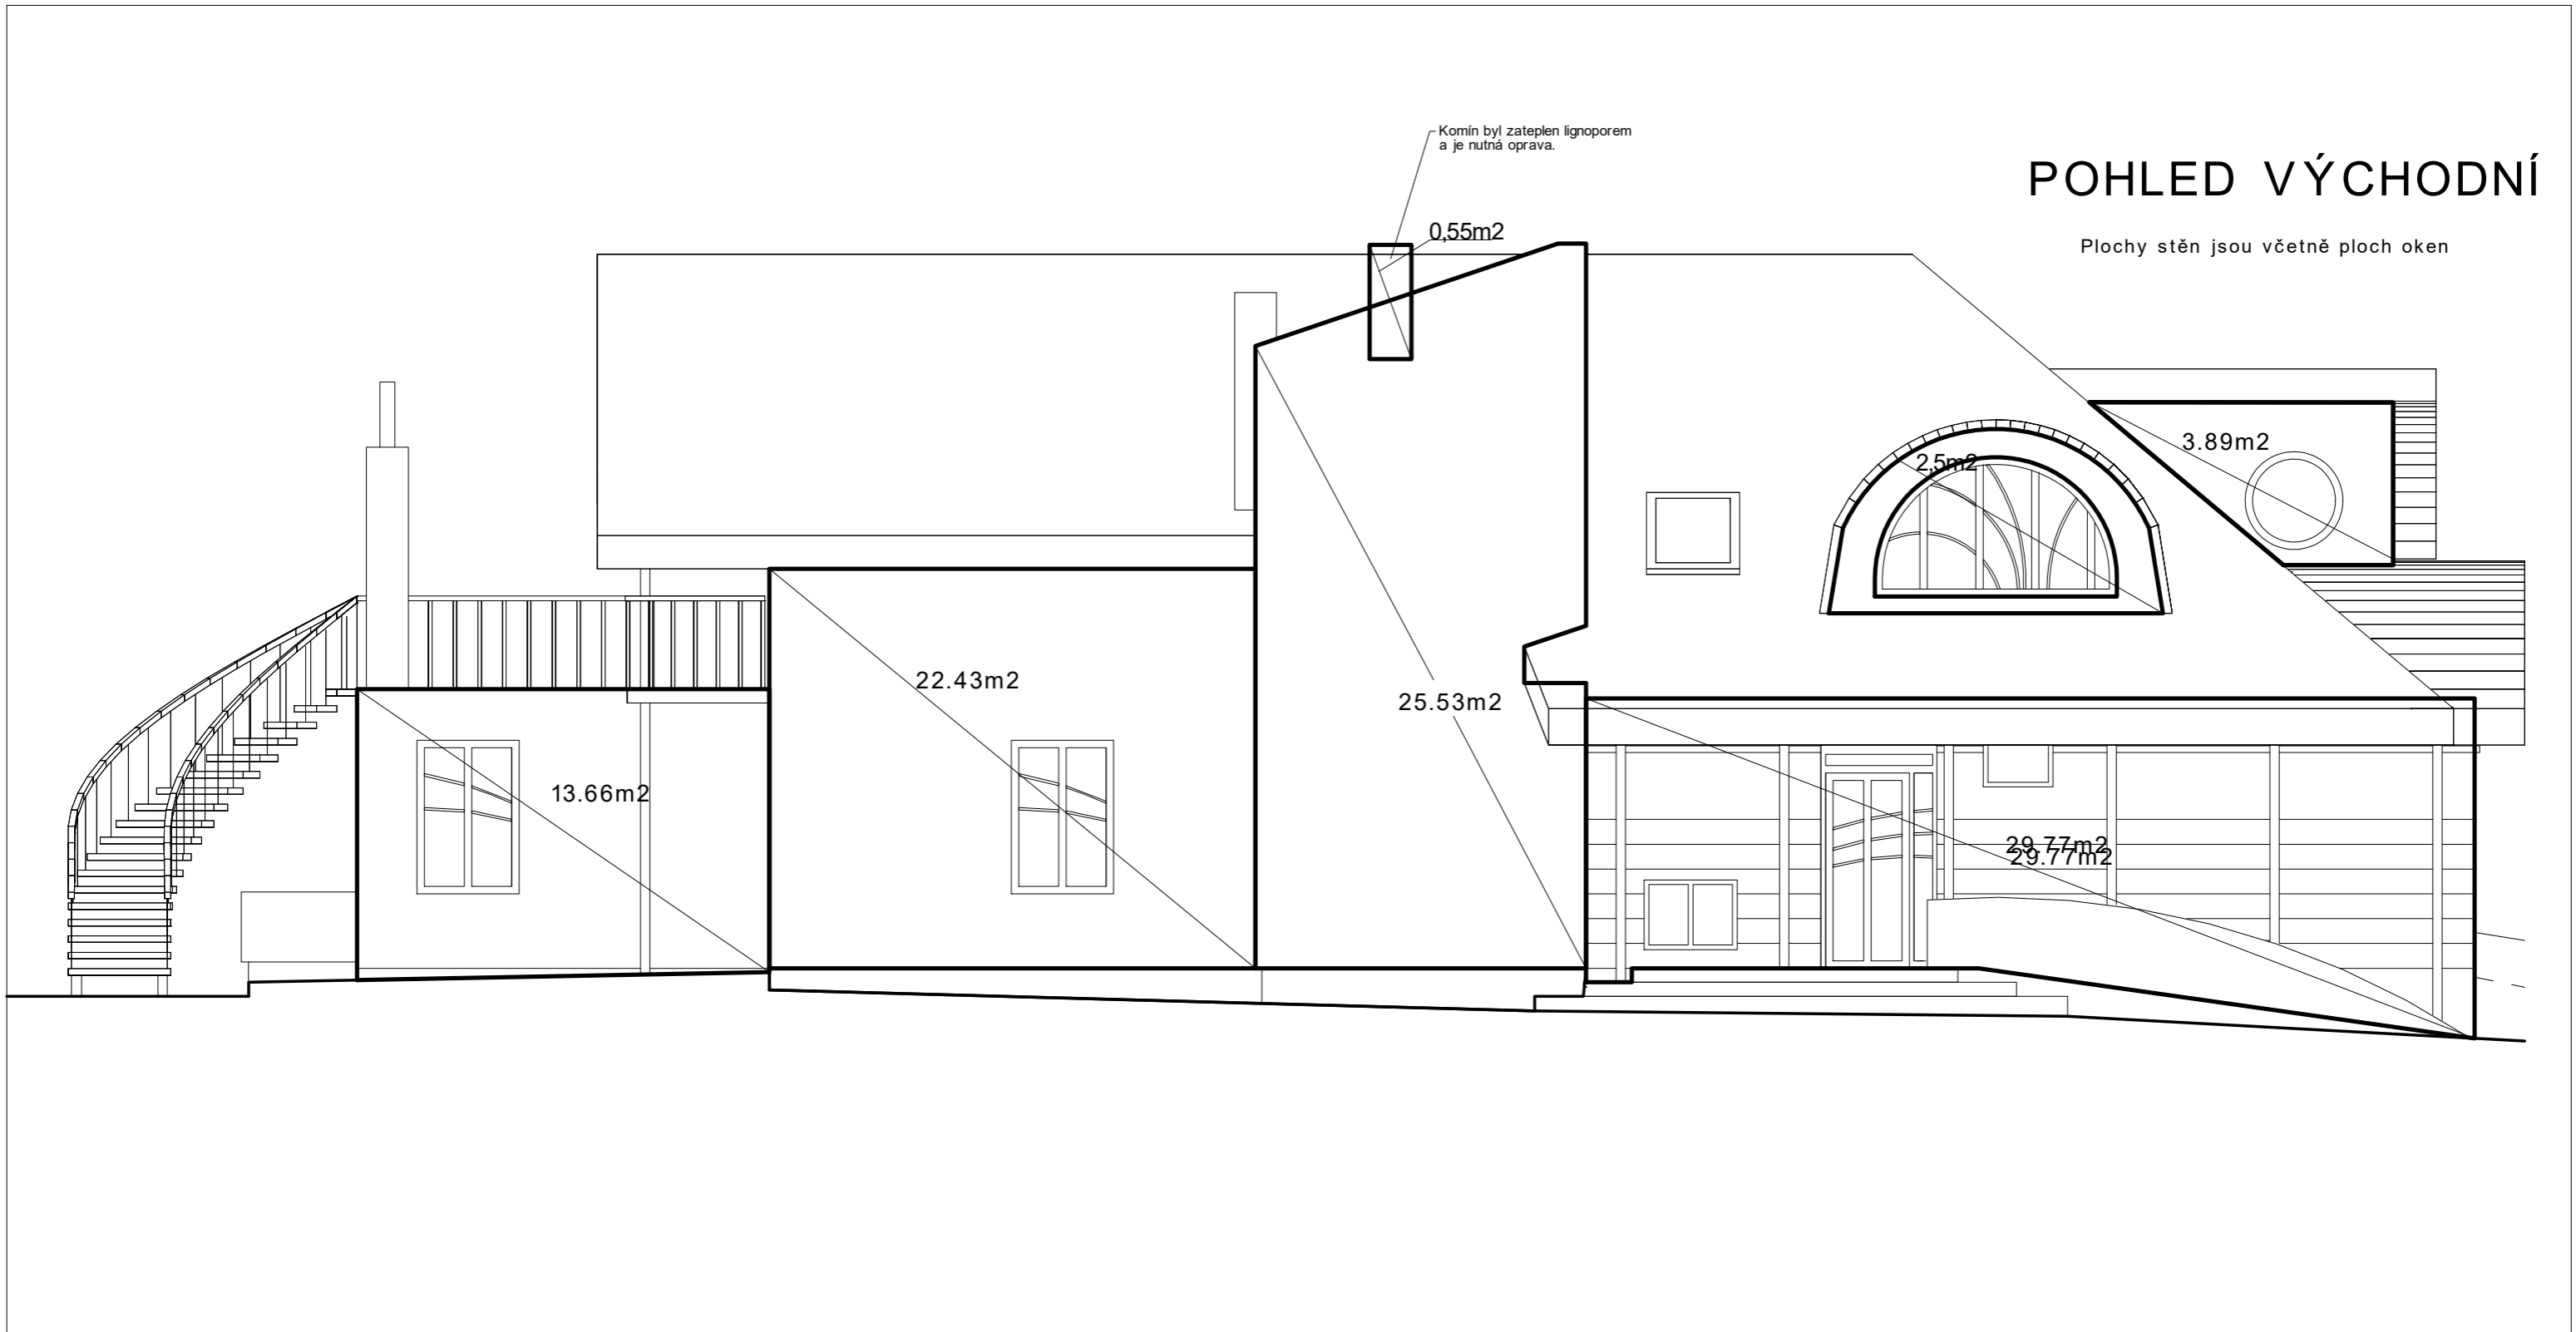 Komín byl zateplen lignoporem
a je nutná oprava.
POHLED VÝCHODNÍ
0,55m2
Plochy stěn jsou včetně ploch oken
3.89m2
2,5m2
22.43m2
25.53m2
13.66m2
29.77m2
29.77m2